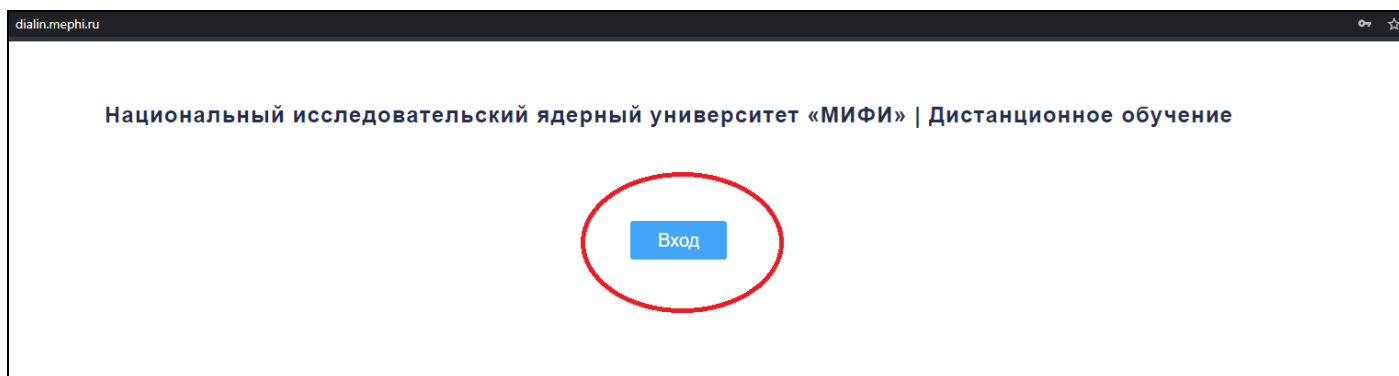 dialin.mephi.ru
Национальный исследовательский ядерный университет «МИФИ» | Дистанционное обучение
Вход